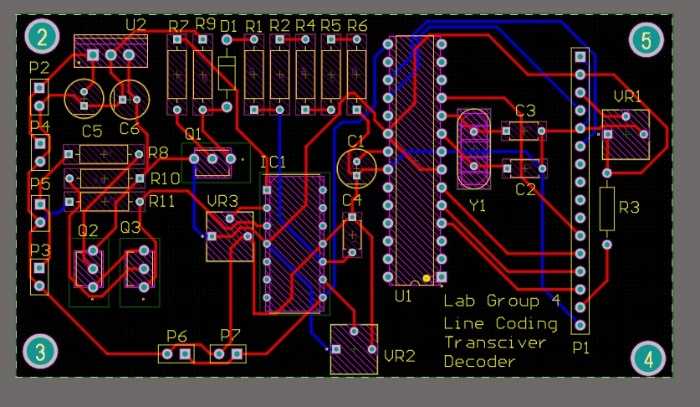 2
U2
R7 R9 D1 R1 R2 R4 R5 R6
5
P2
C5 C6
P4
Q1
C1
C3
VR1
R8
IC1
R10
C2
P5
R11
VR3
C4
Y1
R3
Q2 Q3
P3
U1
Lab Group 4
Line Coding
Transciver
Decoder
P1
3
P6 P7
VR2
4